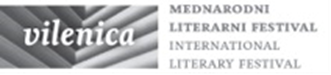 vilenica
MEDNARODNI
LITERARNI FESTIVAL
INTERNATIONAL
LITERARY FESTIVAL